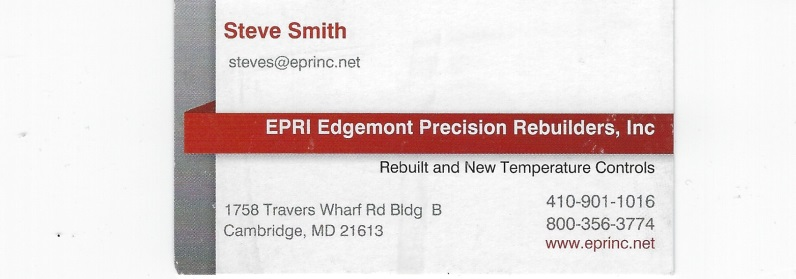 Steve Smith
steves@eprinc.net
EPRI Edgemont Precision Rebuilders, Inc
Rebuilt and New Temperature Controls
1758 Travers Wharf Rd Bldg B
Cambridge, MD 21613
410-901-1016
800-356-3774
www.eprinc.net